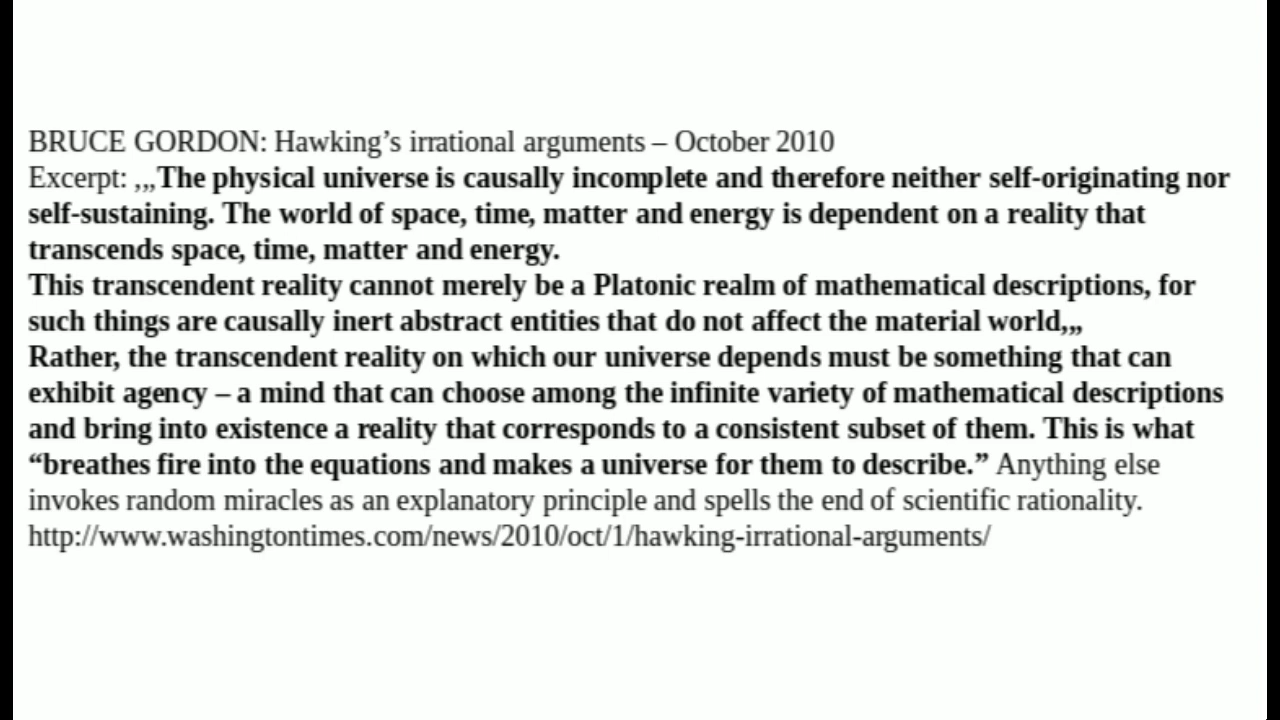 BRUCE GORDON: Hawking’s irrational arguments – October 2010
Excerpt: ,,,The physical universe is causally incomplete and therefore neither self-originating nor
self-sustaining. The world of space, time, matter and energy is dependent on a reality that
transcends space, time, matter and energy.
This transcendent reality cannot merely be a Platonic realm of mathematical descriptions, for
such things are causally inert abstract entities that do not affect the material world,,,
Rather, the transcendent reality on which our universe depends must be something that can
exhibit agency – a mind that can choose among the infinite variety of mathematical descriptions
and bring into existence a reality that corresponds to a consistent subset of them. This is what
“breathes fire into the equations and makes a universe for them to describe.” Anything else
invokes random miracles as an explanatory principle and spells the end of scientific rationality.
http://www.washingtontimes.com/news/2010/oct/1/hawking-irrational-arguments/